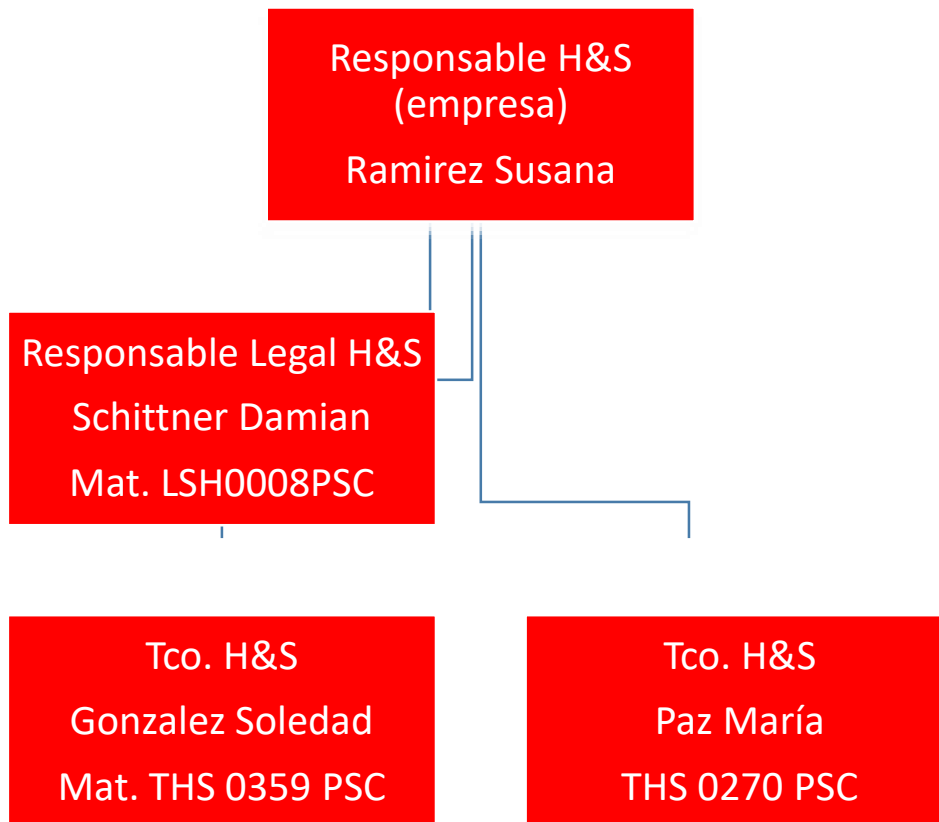 Responsable H&S
(empresa)
Ramirez Susana
Responsable Legal H&S
Schittner Damian
Mat. LSH0008PSC
Tco. H&S
Gonzalez Soledad
Mat. THS 0359 PSC
Tco. H&S
Paz María
THS 0270 PSC